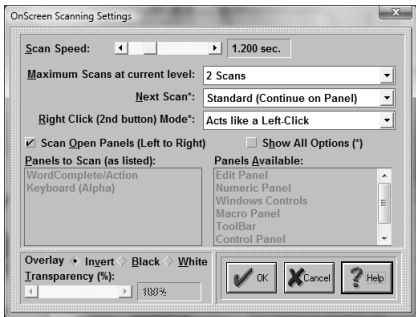 OnScreen Scanning Settings
Scan Speed: 1.200 sec.
Maximum Scans at current level: 2 Scans
Next Scan*: Standard (Continue on Panel)
Right Click (2nd button) Mode*: Acts like a Left-Click
Scan Open Panels (Left to Right) Show All Options (*)
Panels to Scan (as listed): Panels Available:
WordComplete/Action Edit Panel
Keyboard (Alpha) Numeric Panel
Windows Controls
Macro Panel
ToolBar
Control Panel
Overlay Invert Black White
Transparency (%):
OK Cancel Help